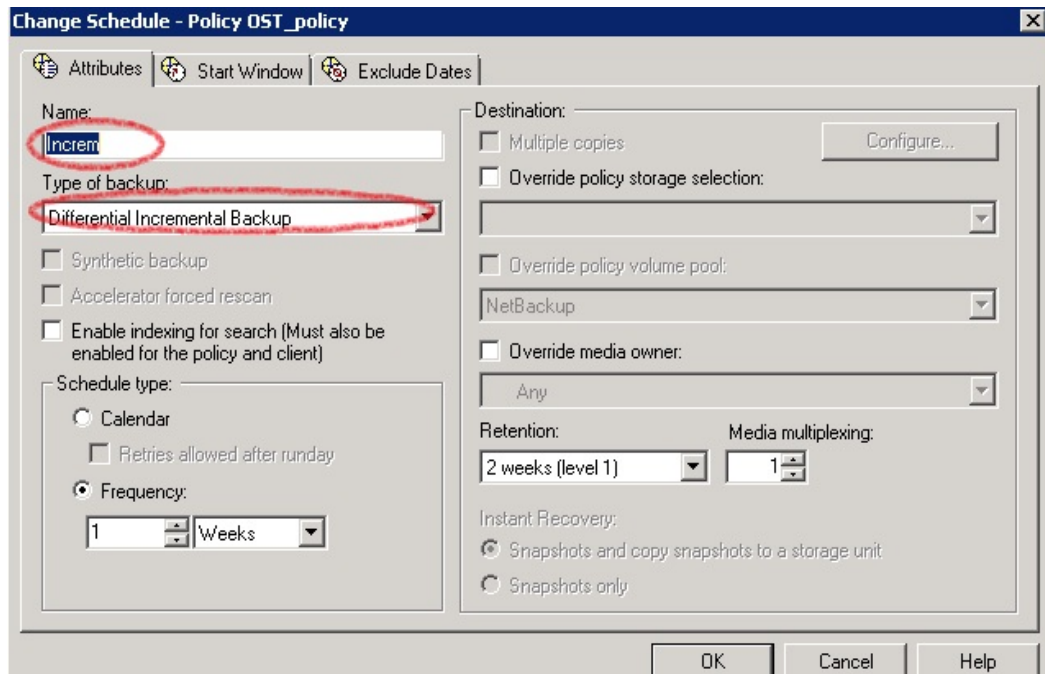 Change Schedule - Policy OST_policy
Attributes
Start Window
Exclude Dates
Name:
Increm
Type of backup:
Differential Incremental Backup
Synthetic backup
Accelerator forced rescan
Enable indexing for search (Must also be
enabled for the policy and client)
Schedule type:
Calendar
Retries allowed after runday
Frequency:
1 Weeks
Destination:
Multiple copies
Configure...
Override policy storage selection:
Override policy volume pool:
NetBackup
Override media owner:
Any
Retention:
Media multiplexing:
2 weeks (level 1)
1
Instant Recovery:
Snapshots and copy snapshots to a storage unit
Snapshots only
OK
Cancel
Help